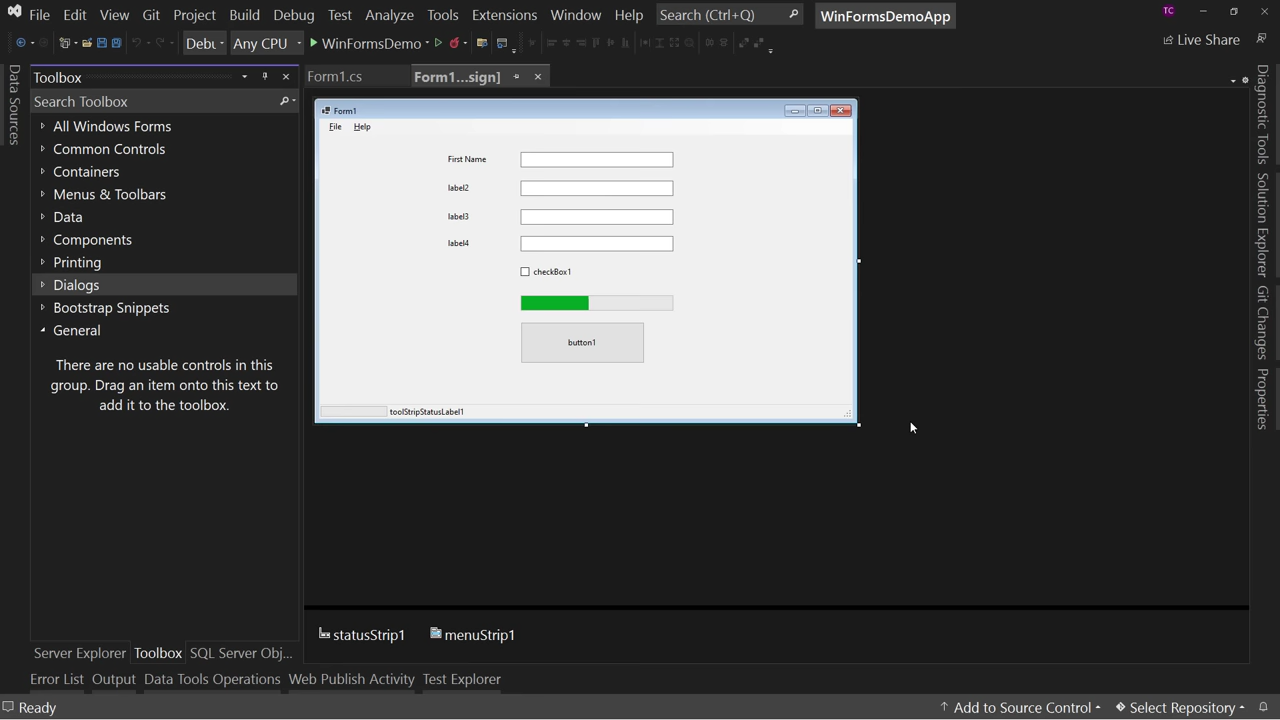 File Edit View Git Project Build Debug Test Analyze Tools Extensions Window Help Search (Ctrl+Q) WinFormsDemoApp TC
Debu Any CPU WinFormsDemo Live Share
Data Sources
Toolbox
Search Toolbox
All Windows Forms
Common Controls
Containers
Menus & Toolbars
Data
Components
Printing
Dialogs
Bootstrap Snippets
General
There are no usable controls in this
group. Drag an item onto this text to
add it to the toolbox.
Server Explorer Toolbox SQL Server Obj...
Form1.cs Form1...sign]
Form1
File Help
First Name
label2
label3
label4
checkBox1
button1
toolStripStatusLabel1
statusStrip1 menuStrip1
Diagnostic Tools
Solution Explorer
Git Changes
Properties
Error List Output Data Tools Operations Web Publish Activity Test Explorer
Ready Add to Source Control Select Repository